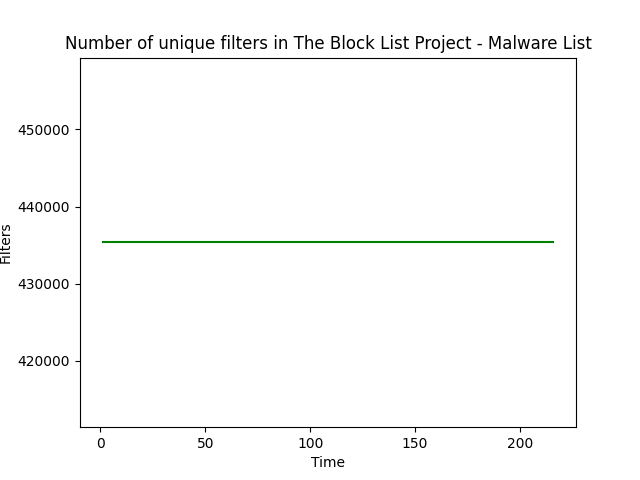 Number of unique filters in The Block List Project - Malware List
450000
440000
430000
420000
Filters
0 50 100 150 200
Time